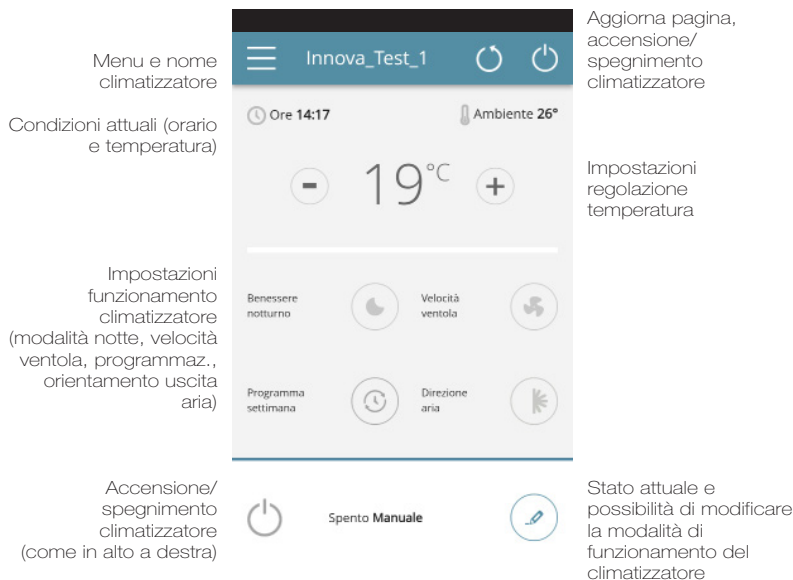 Menu e nome
climatizzatore
Condizioni attuali (orario
e temperatura)
Impostazioni
funzionamento
climatizzatore
(modalità notte, velocità
ventola, programmaz.,
orientamento uscita
aria)
Accensione/
spegnimento
climatizzatore
(come in alto a destra)
Innova_Test_1
Ore 14:17
Ambiente 26°
19°C
Benessere
notturno
Velocità
ventola
Programma
settimana
Direzione
aria
Spento Manuale
Aggiorna pagina,
accensione/
spegnimento
climatizzatore
Impostazioni
regolazione
temperatura
Stato attuale e
possibilità di modificare
la modalità di
funzionamento del
climatizzatore